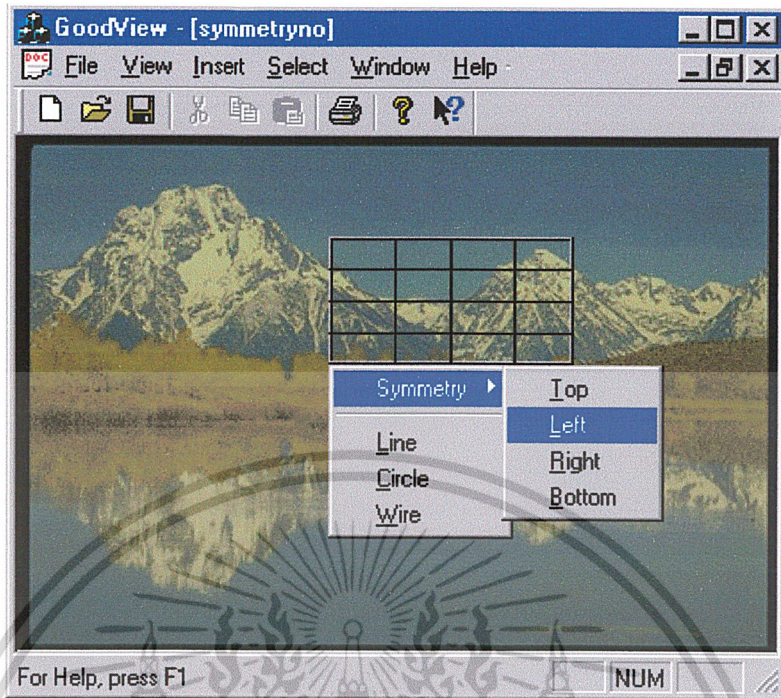 GoodView - [symmetryno]
DOC File View Insert Select Window Help
Symmetry
Top
Left
Line
Right
Circle
Bottom
Wire
For Help, press F1 NUM